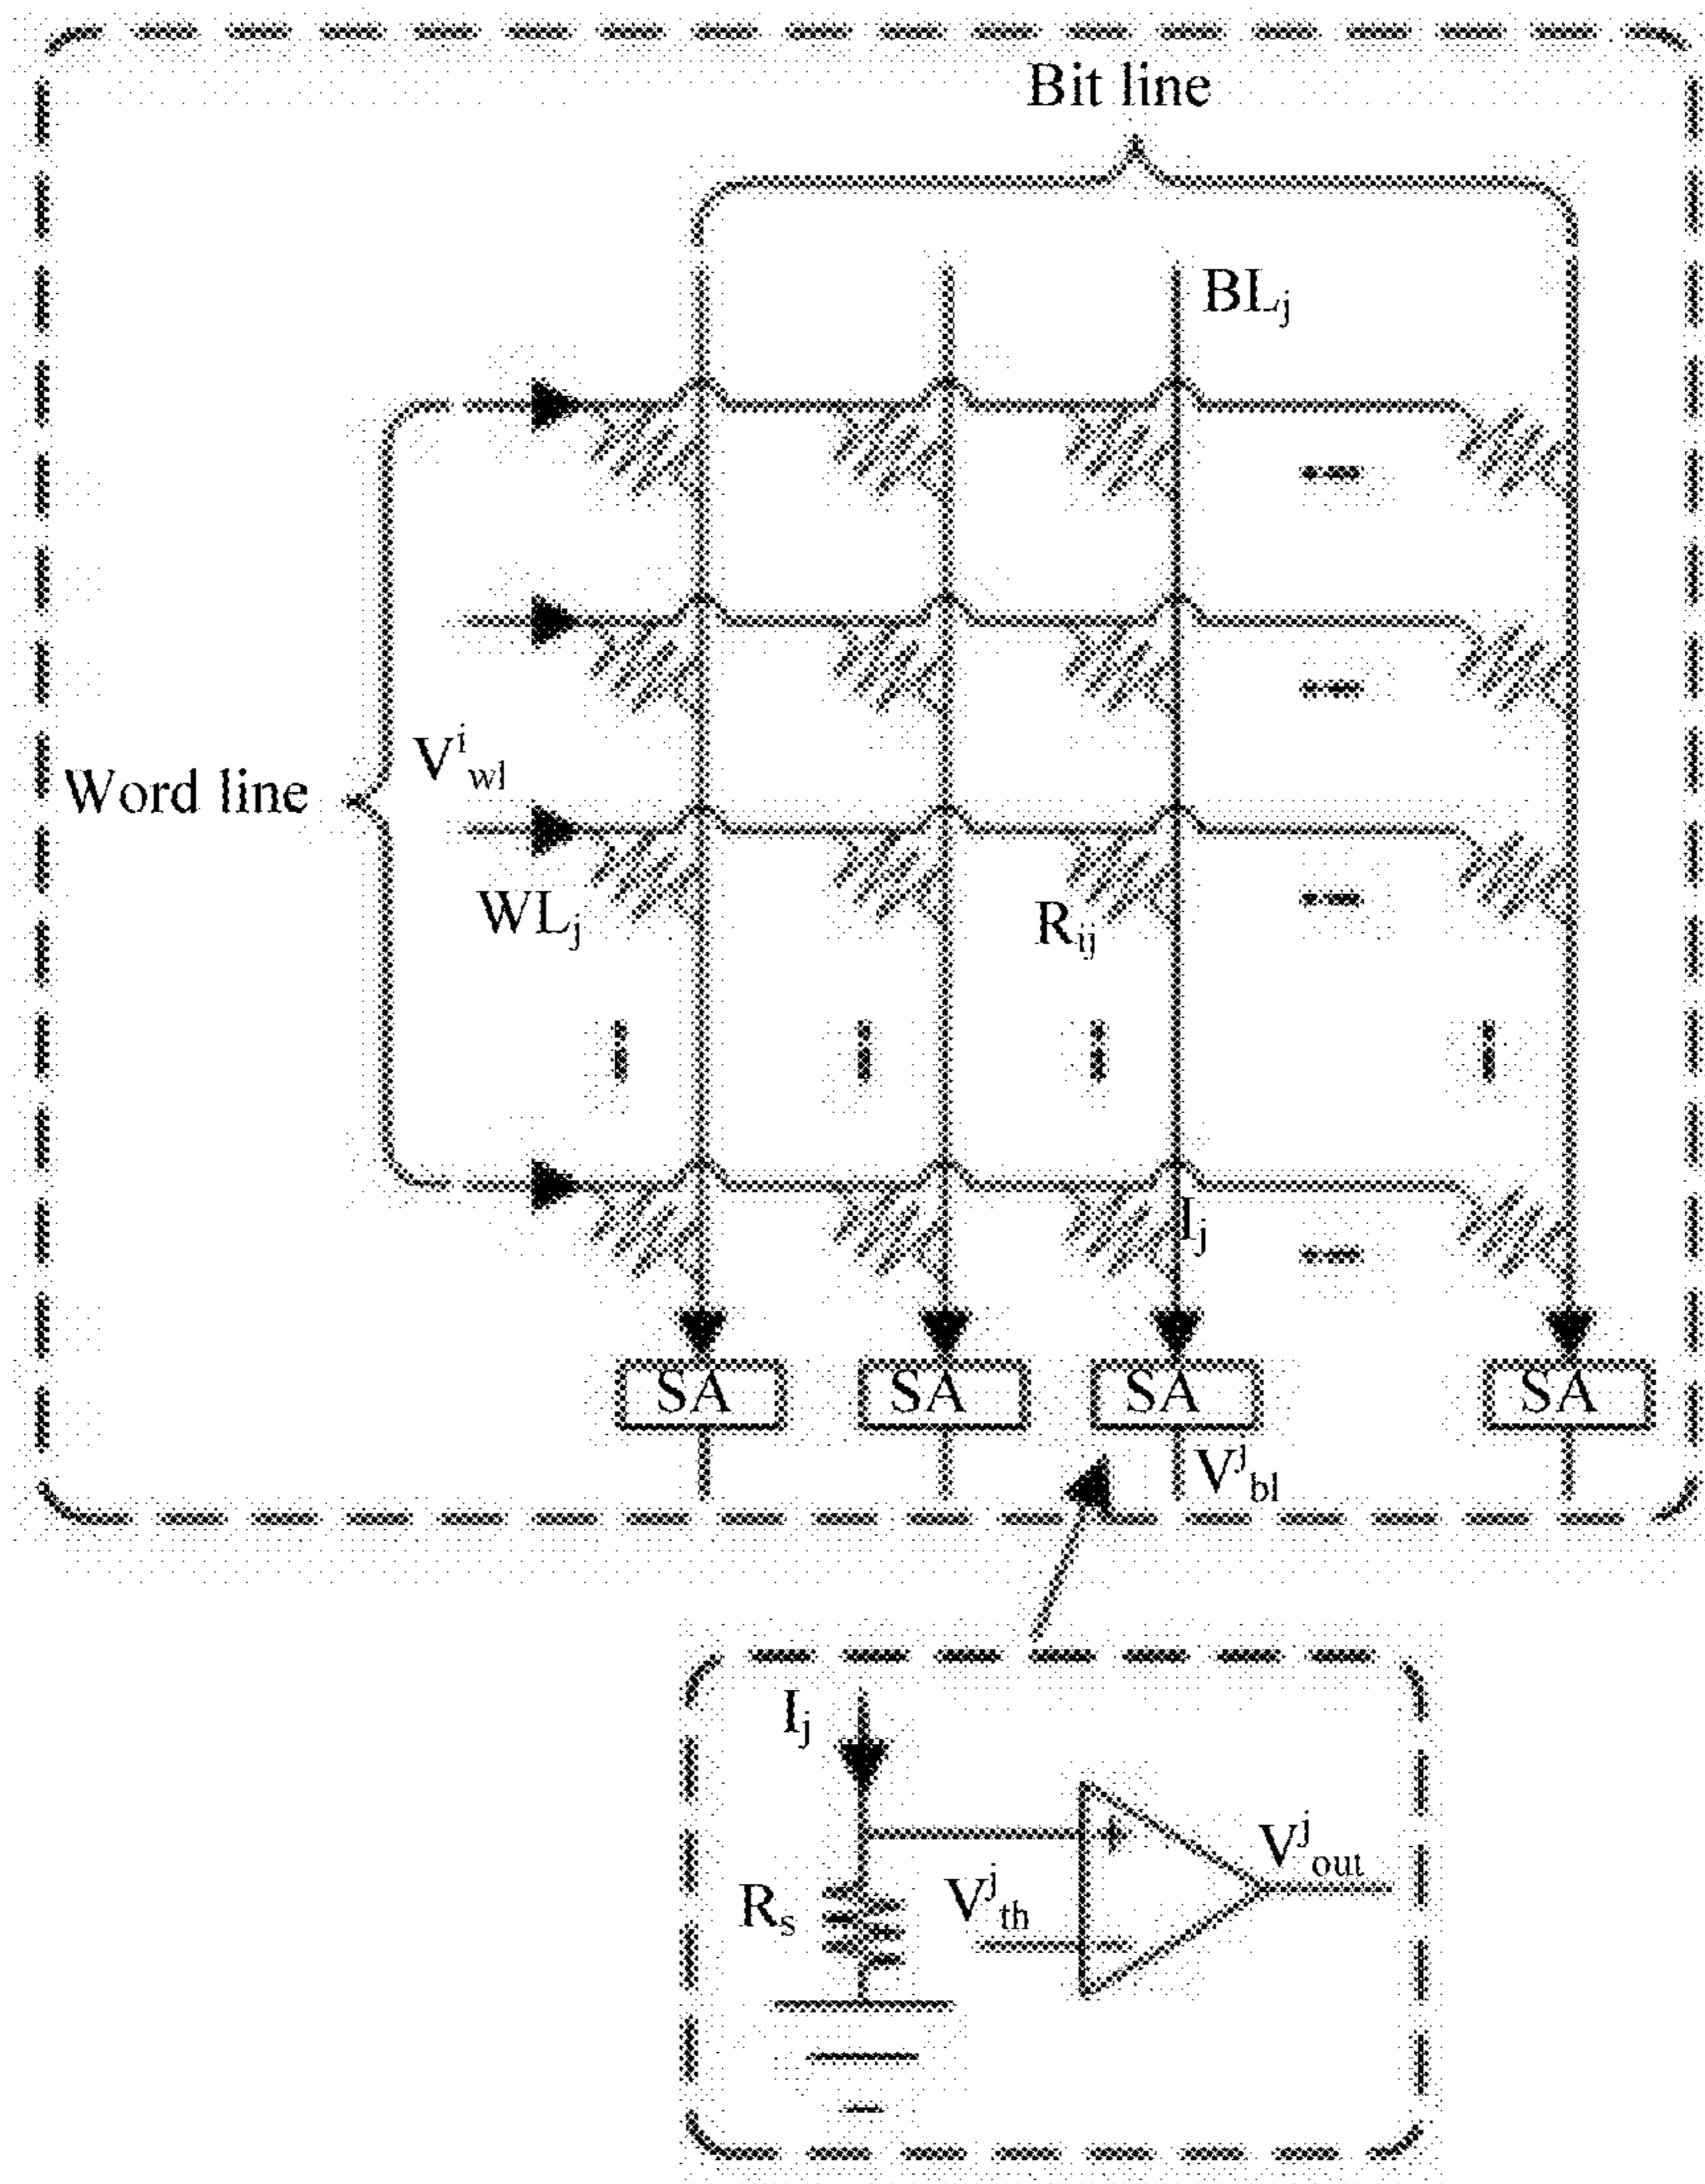 Bit line
BLj
Vⁱwl
Word line
WLj
Rij
Ij
SA SA SA SA
Vʲbl
Ij
Vʲout
Rs
Vʲth